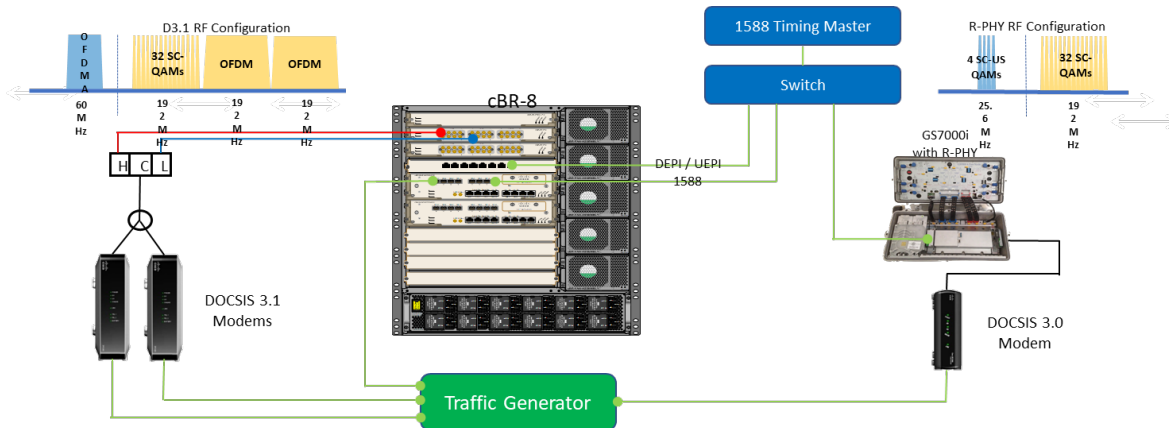 D3.1 RF Configuration
O
F
D
M
A
32 SC-
QAMs
OFDM
OFDM
60
M
Hz
19
2 M
Hz
19
2 M
Hz
19
2 M
Hz
1588 Timing Master
Switch
R-PHY RF Configuration
4 SC-US
QAMs
32 SC-
QAMs
25.
6
M
Hz
19
2
M
Hz
cBR-8
H
C
L
DEPI / UEPI
1588
GS7000i
with R-PHY
DOCSIS 3.1
Modems
DOCSIS 3.0
Modem
Traffic Generator